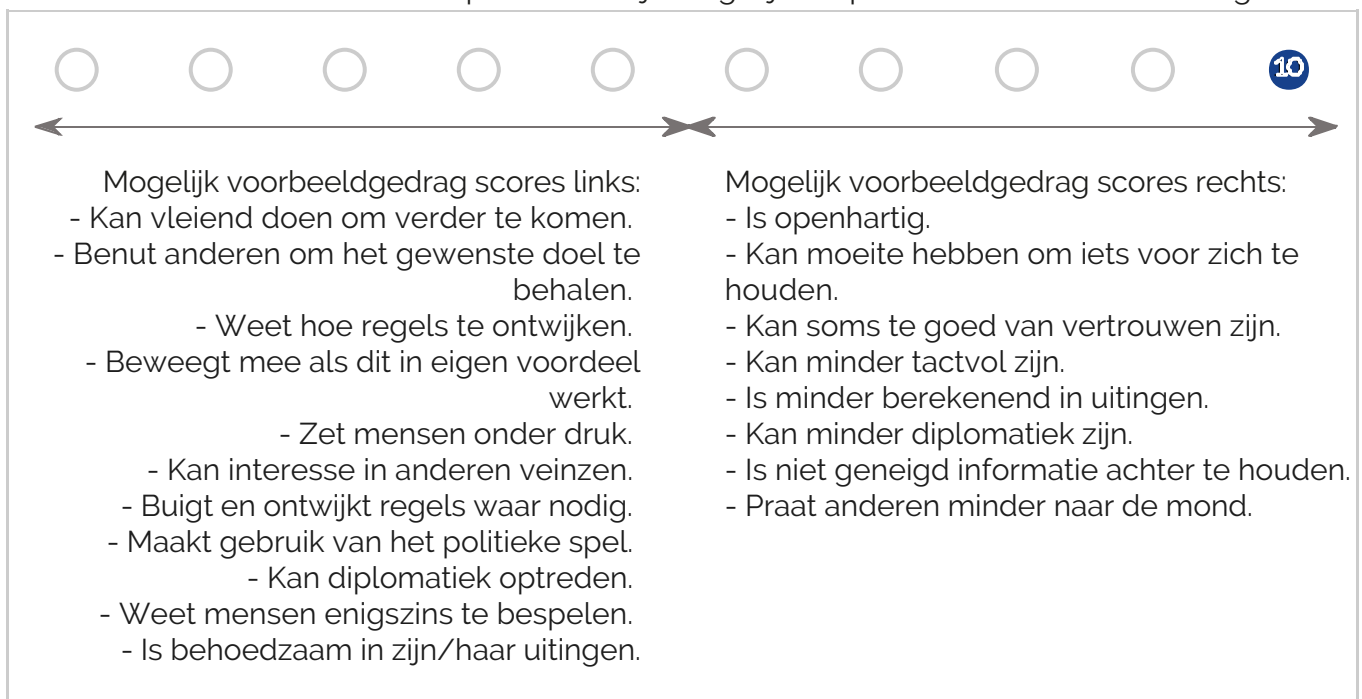 10
Mogelijk voorbeeldgedrag scores links:
- Kan vleiend doen om verder te komen.
- Benut anderen om het gewenste doel te
behalen.
- Weet hoe regels te ontwijken.
- Beweegt mee als dit in eigen voordeel
werkt.
- Zet mensen onder druk.
- Kan interesse in anderen veinzen.
- Buigt en ontwijkt regels waar nodig.
- Maakt gebruik van het politieke spel.
- Kan diplomatiek optreden.
- Weet mensen enigszins te bespelen.
- Is behoedzaam in zijn/haar uitingen.
Mogelijk voorbeeldgedrag scores rechts:
- Is openhartig.
- Kan moeite hebben om iets voor zich te
houden.
- Kan soms te goed van vertrouwen zijn.
- Kan minder tactvol zijn.
- Is minder berekenend in uitingen.
- Kan minder diplomatiek zijn.
- Is niet geneigd informatie achter te houden.
- Praat anderen minder naar de mond.